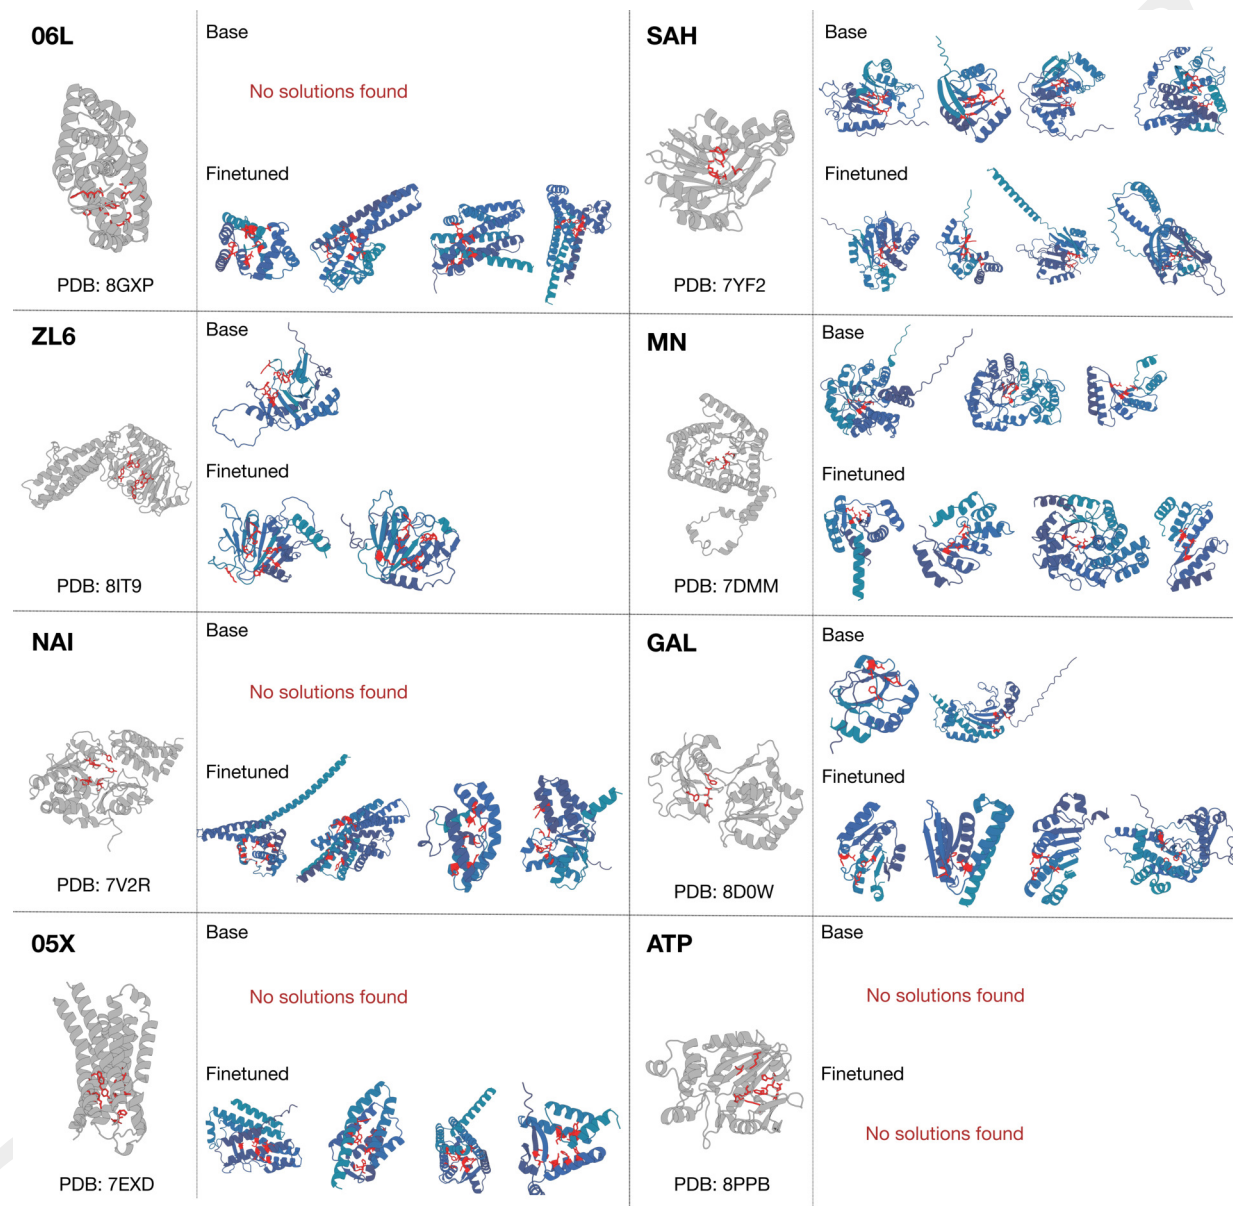 06L
Base
No solutions found
Finetuned
PDB: 8GXP
SAH
Base
Finetuned
PDB: 7YF2
ZL6
Base
Finetuned
PDB: 8IT9
MN
Base
Finetuned
PDB: 7DMM
NAI
Base
No solutions found
Finetuned
PDB: 7V2R
GAL
Base
Finetuned
PDB: 8D0W
05X
Base
No solutions found
Finetuned
PDB: 7EXD
ATP
Base
No solutions found
Finetuned
No solutions found
PDB: 8PPB